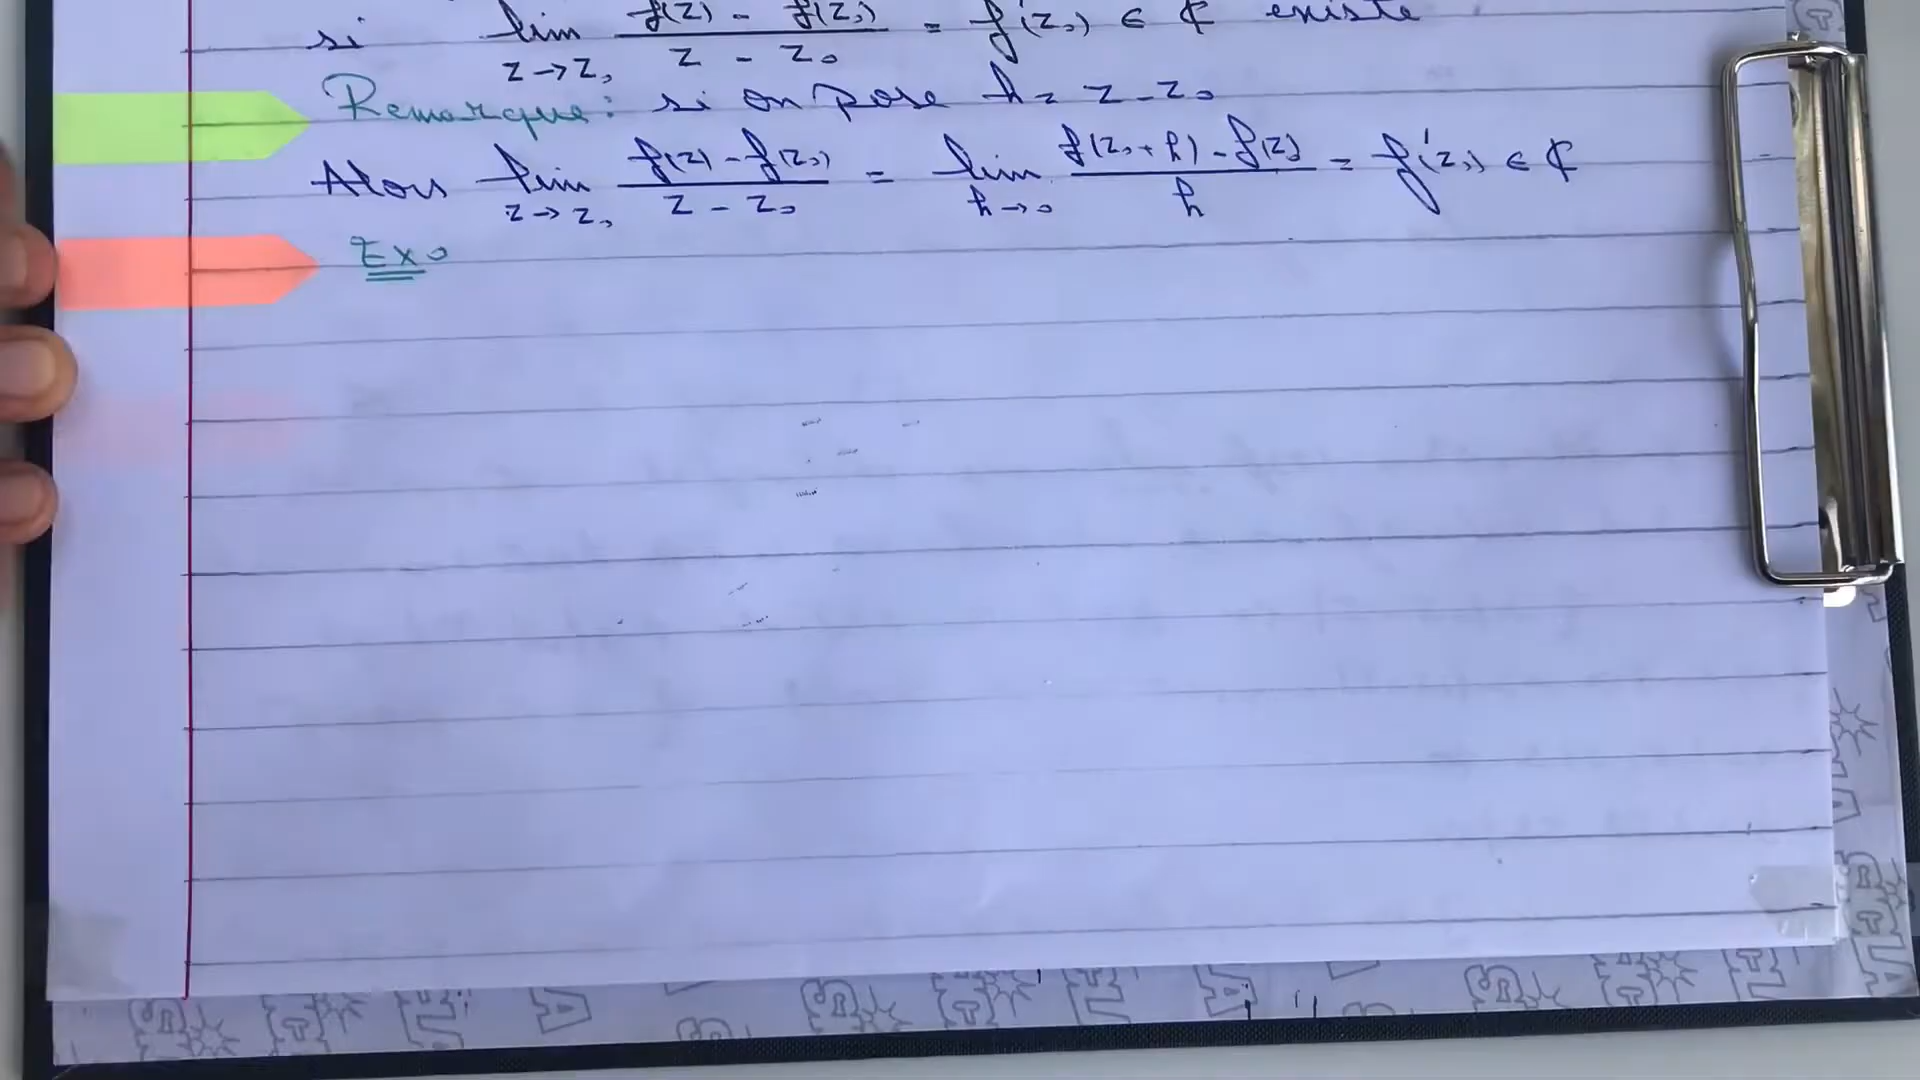 si lim f(z) - f(z₀) / z - z₀ = f'(z₀) ∈ ₵ existe
z→z₀
Remarque: si on pose h = z - z₀
Alors lim f(z) - f(z₀) / z - z₀ = lim f(z₀+h) - f(z₀) / h = f'(z₀) ∈ ₵
z→z₀ h→0
Exo